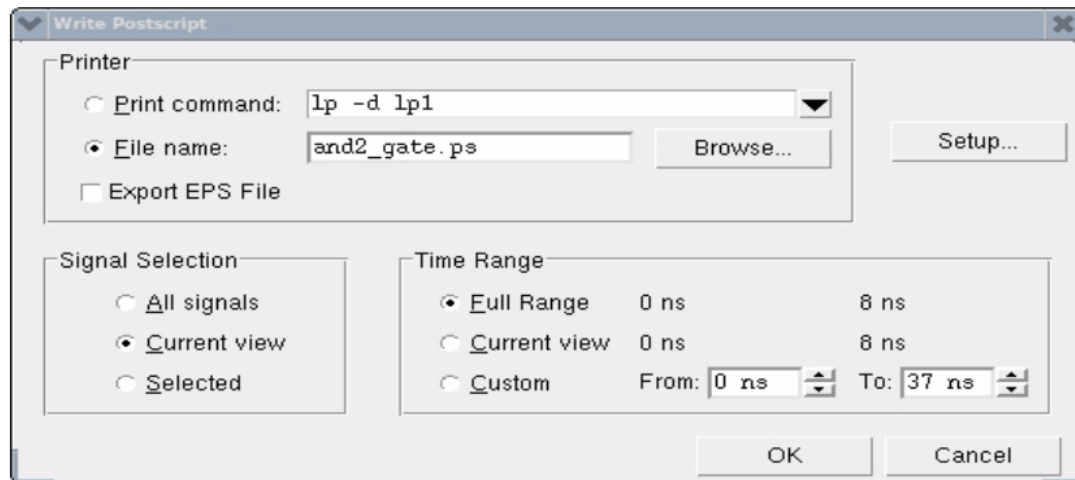 Write Postscript
Printer
Print command: lp -d lp1
File name: and2_gate.ps Browse... Setup...
Export EPS File
Signal Selection
All signals
Current view
Selected
Time Range
Full Range 0 ns 8 ns
Current view 0 ns 8 ns
Custom From: 0 ns To: 37 ns
OK Cancel